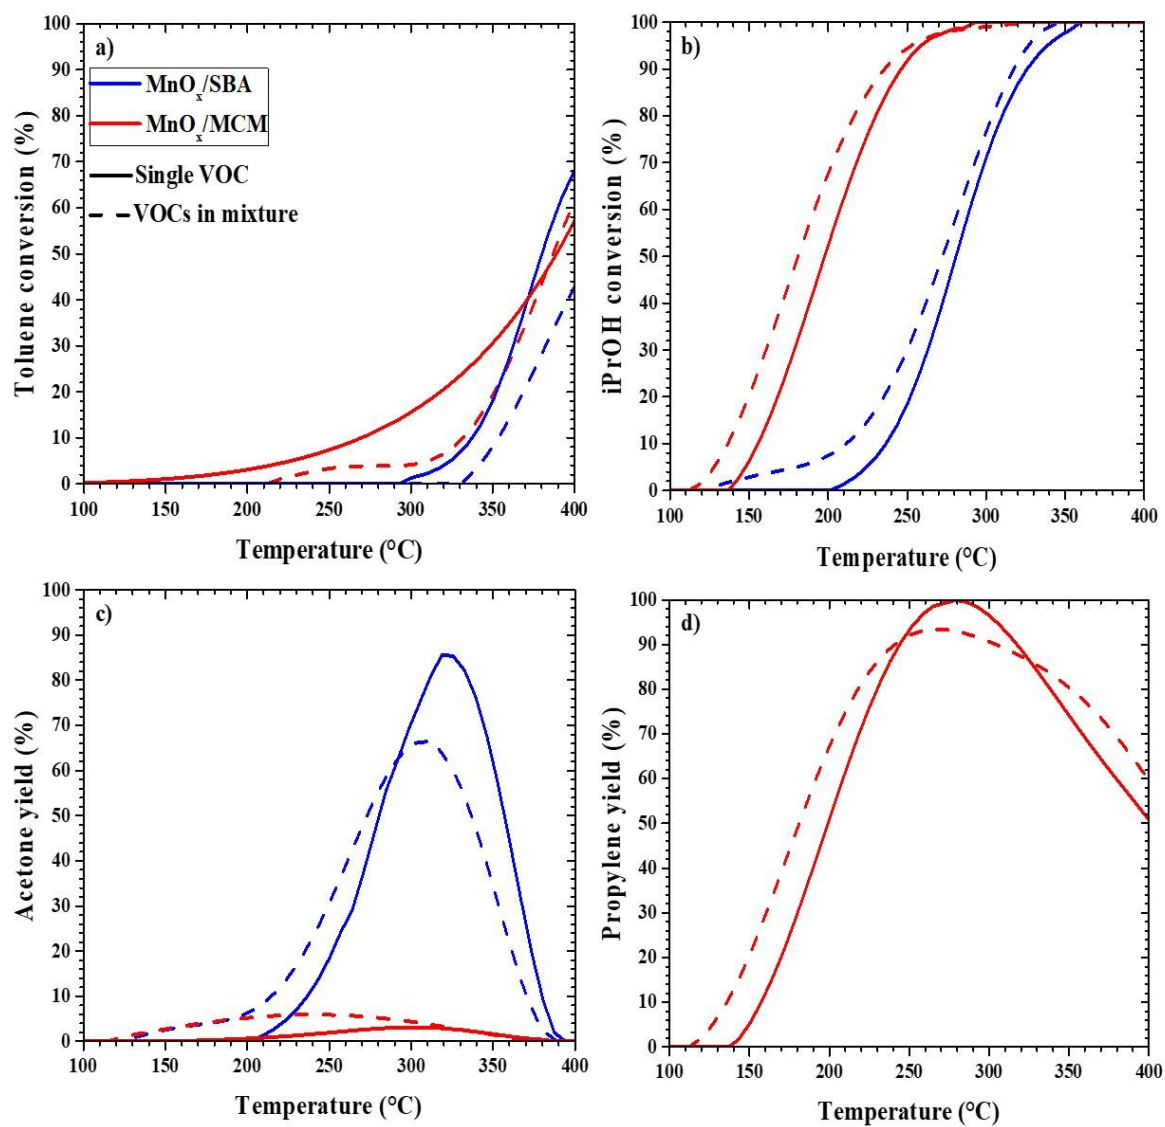 a)
MnOx/SBA
MnOx/MCM
Single VOC
VOCs in mixture
Toluene conversion (%)
100
90
80
70
60
50
40
30
20
10
0
100 150 200 250 300 350 400
Temperature (°C)
b)
iPrOH conversion (%)
100
90
80
70
60
50
40
30
20
10
0
100 150 200 250 300 350 400
Temperature (°C)
c)
Acetone yield (%)
100
90
80
70
60
50
40
30
20
10
0
100 150 200 250 300 350 400
Temperature (°C)
d)
Propylene yield (%)
100
90
80
70
60
50
40
30
20
10
0
100 150 200 250 300 350 400
Temperature (°C)